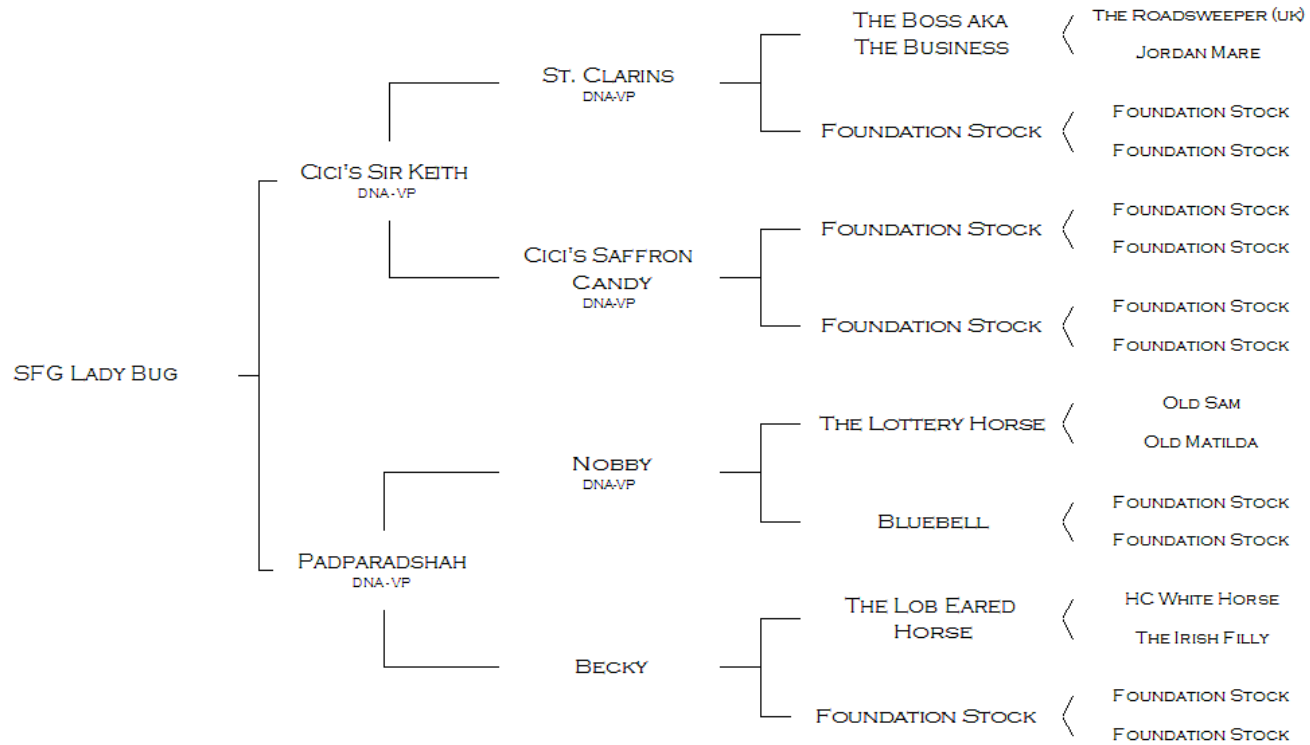 The Boss aka
The Business
The Roadsweeper (UK)
Jordan Mare
St. Clarins
DNA-VP
Foundation Stock
Foundation Stock
Foundation Stock
Cici's Sir Keith
DNA-VP
Cici's Saffron
Candy
DNA-VP
Foundation Stock
Foundation Stock
Foundation Stock
Foundation Stock
Foundation Stock
Foundation Stock
SFG Lady Bug
The Lottery Horse
Old Sam
Old Matilda
Nobby
DNA-VP
Bluebell
Foundation Stock
Foundation Stock
Padparadshah
DNA-VP
The Lob Eared
Horse
HC White Horse
The Irish Filly
Becky
Foundation Stock
Foundation Stock
Foundation Stock